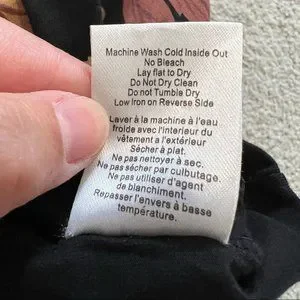 Machine Wash Cold Inside Out
No Bleach
Lay flat to Dry
Do Not Dry Clean
Do not Tumble Dry
Low Iron on Reverse Side
Laver à la machine à l'eau
froide avec l'interieur du
vêtement a l'extérieur
Sécher à plat.
Ne pas nettoyer à sec.
Ne pas sécher par culbutage.
Ne pas utiliser d'agent
de blanchiment.
Repasser l'envers à basse
température.